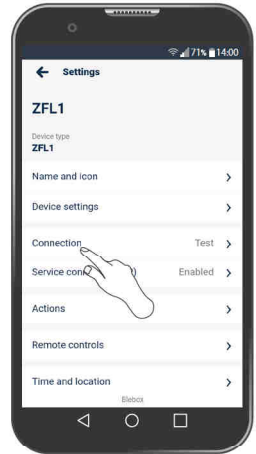 71% 14:00
Settings
ZFL1
Device type
ZFL1
Name and icon
Device settings
Connection Test
Service Enabled
Actions
Remote controls
Time and location
Blebox